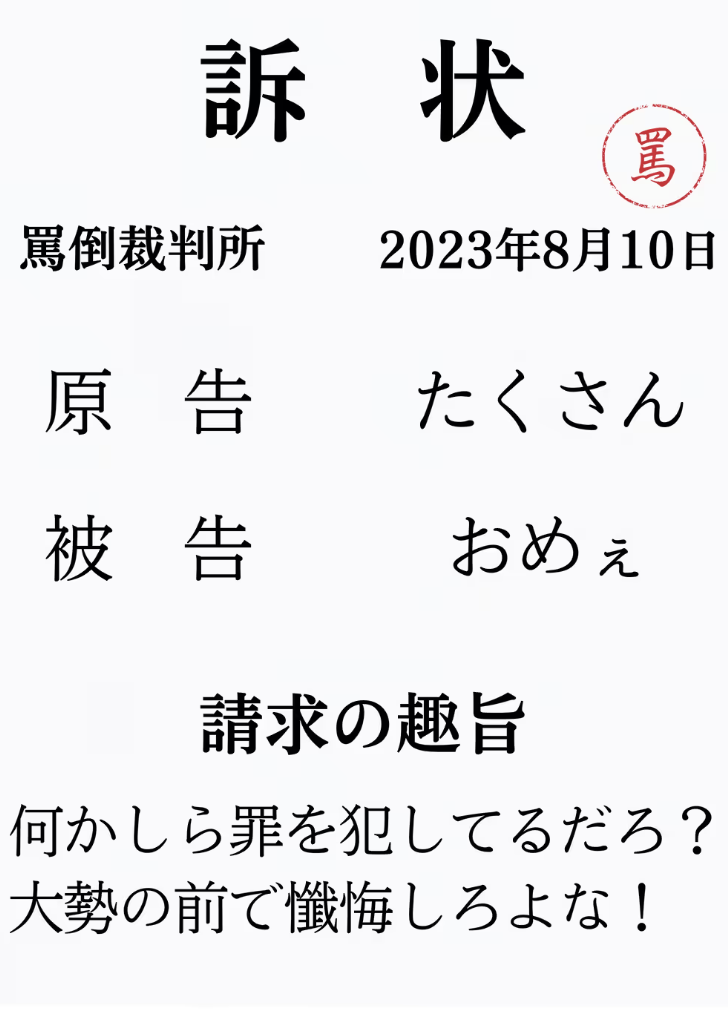 訴　状
罵
罵倒裁判所　2023年8月10日
原　告　たくさん
被　告　おめぇ
請求の趣旨
何かしら罪を犯してるだろ？
大勢の前で懺悔しろよな！